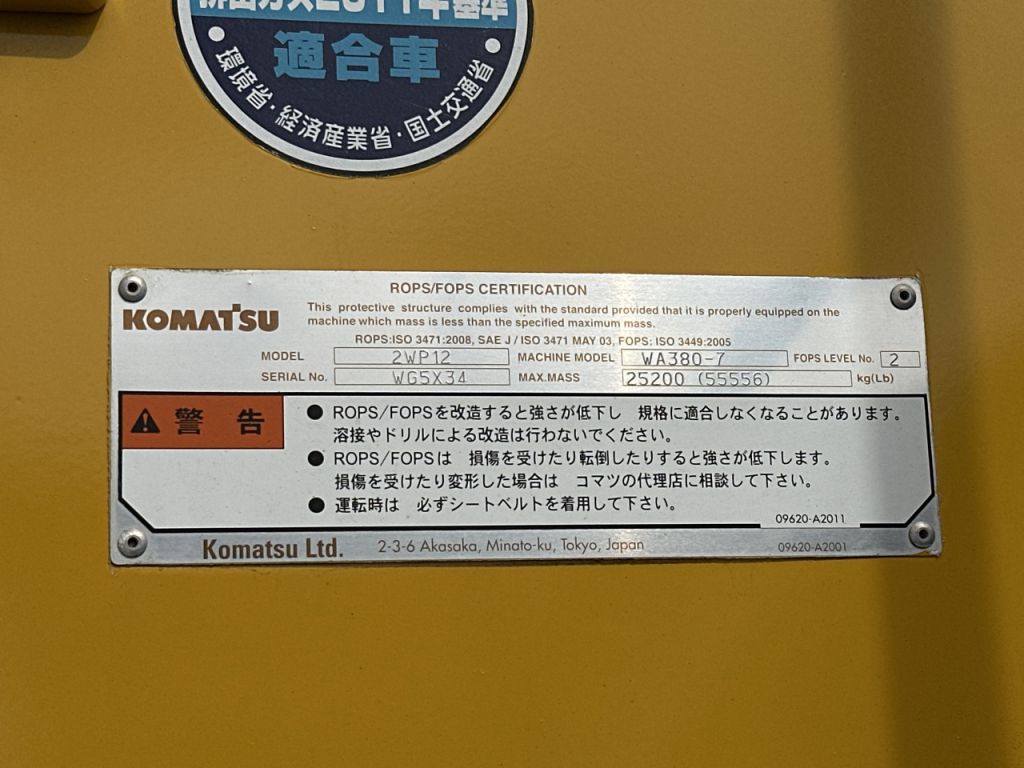 排出ガス2011年基準
適合車
・環境省・経済産業省・国土交通省・
ROPS/FOPS CERTIFICATION
KOMATSU
This protective structure complies with the standard provided that it is properly equipped on the
machine which mass is less than the specified maximum mass.
ROPS:ISO 3471:2008, SAE J / ISO 3471 MAY 03, FOPS: ISO 3449:2005
MODEL 2WP12 MACHINE MODEL WA380-7 FOPS LEVEL No. 2
SERIAL No. WG5X34 MAX.MASS 25200 (55556) kg(Lb)
警 告
● ROPS/FOPSを改造すると強さが低下し 規格に適合しなくなることがあります。
溶接やドリルによる改造は行わないでください。
● ROPS/FOPSは 損傷を受けたり転倒したりすると強さが低下します。
損傷を受けたり変形した場合は コマツの代理店に相談して下さい。
● 運転時は 必ずシートベルトを着用して下さい。
09620-A2011
Komatsu Ltd. 2-3-6 Akasaka, Minato-ku, Tokyo, Japan 09620-A2001